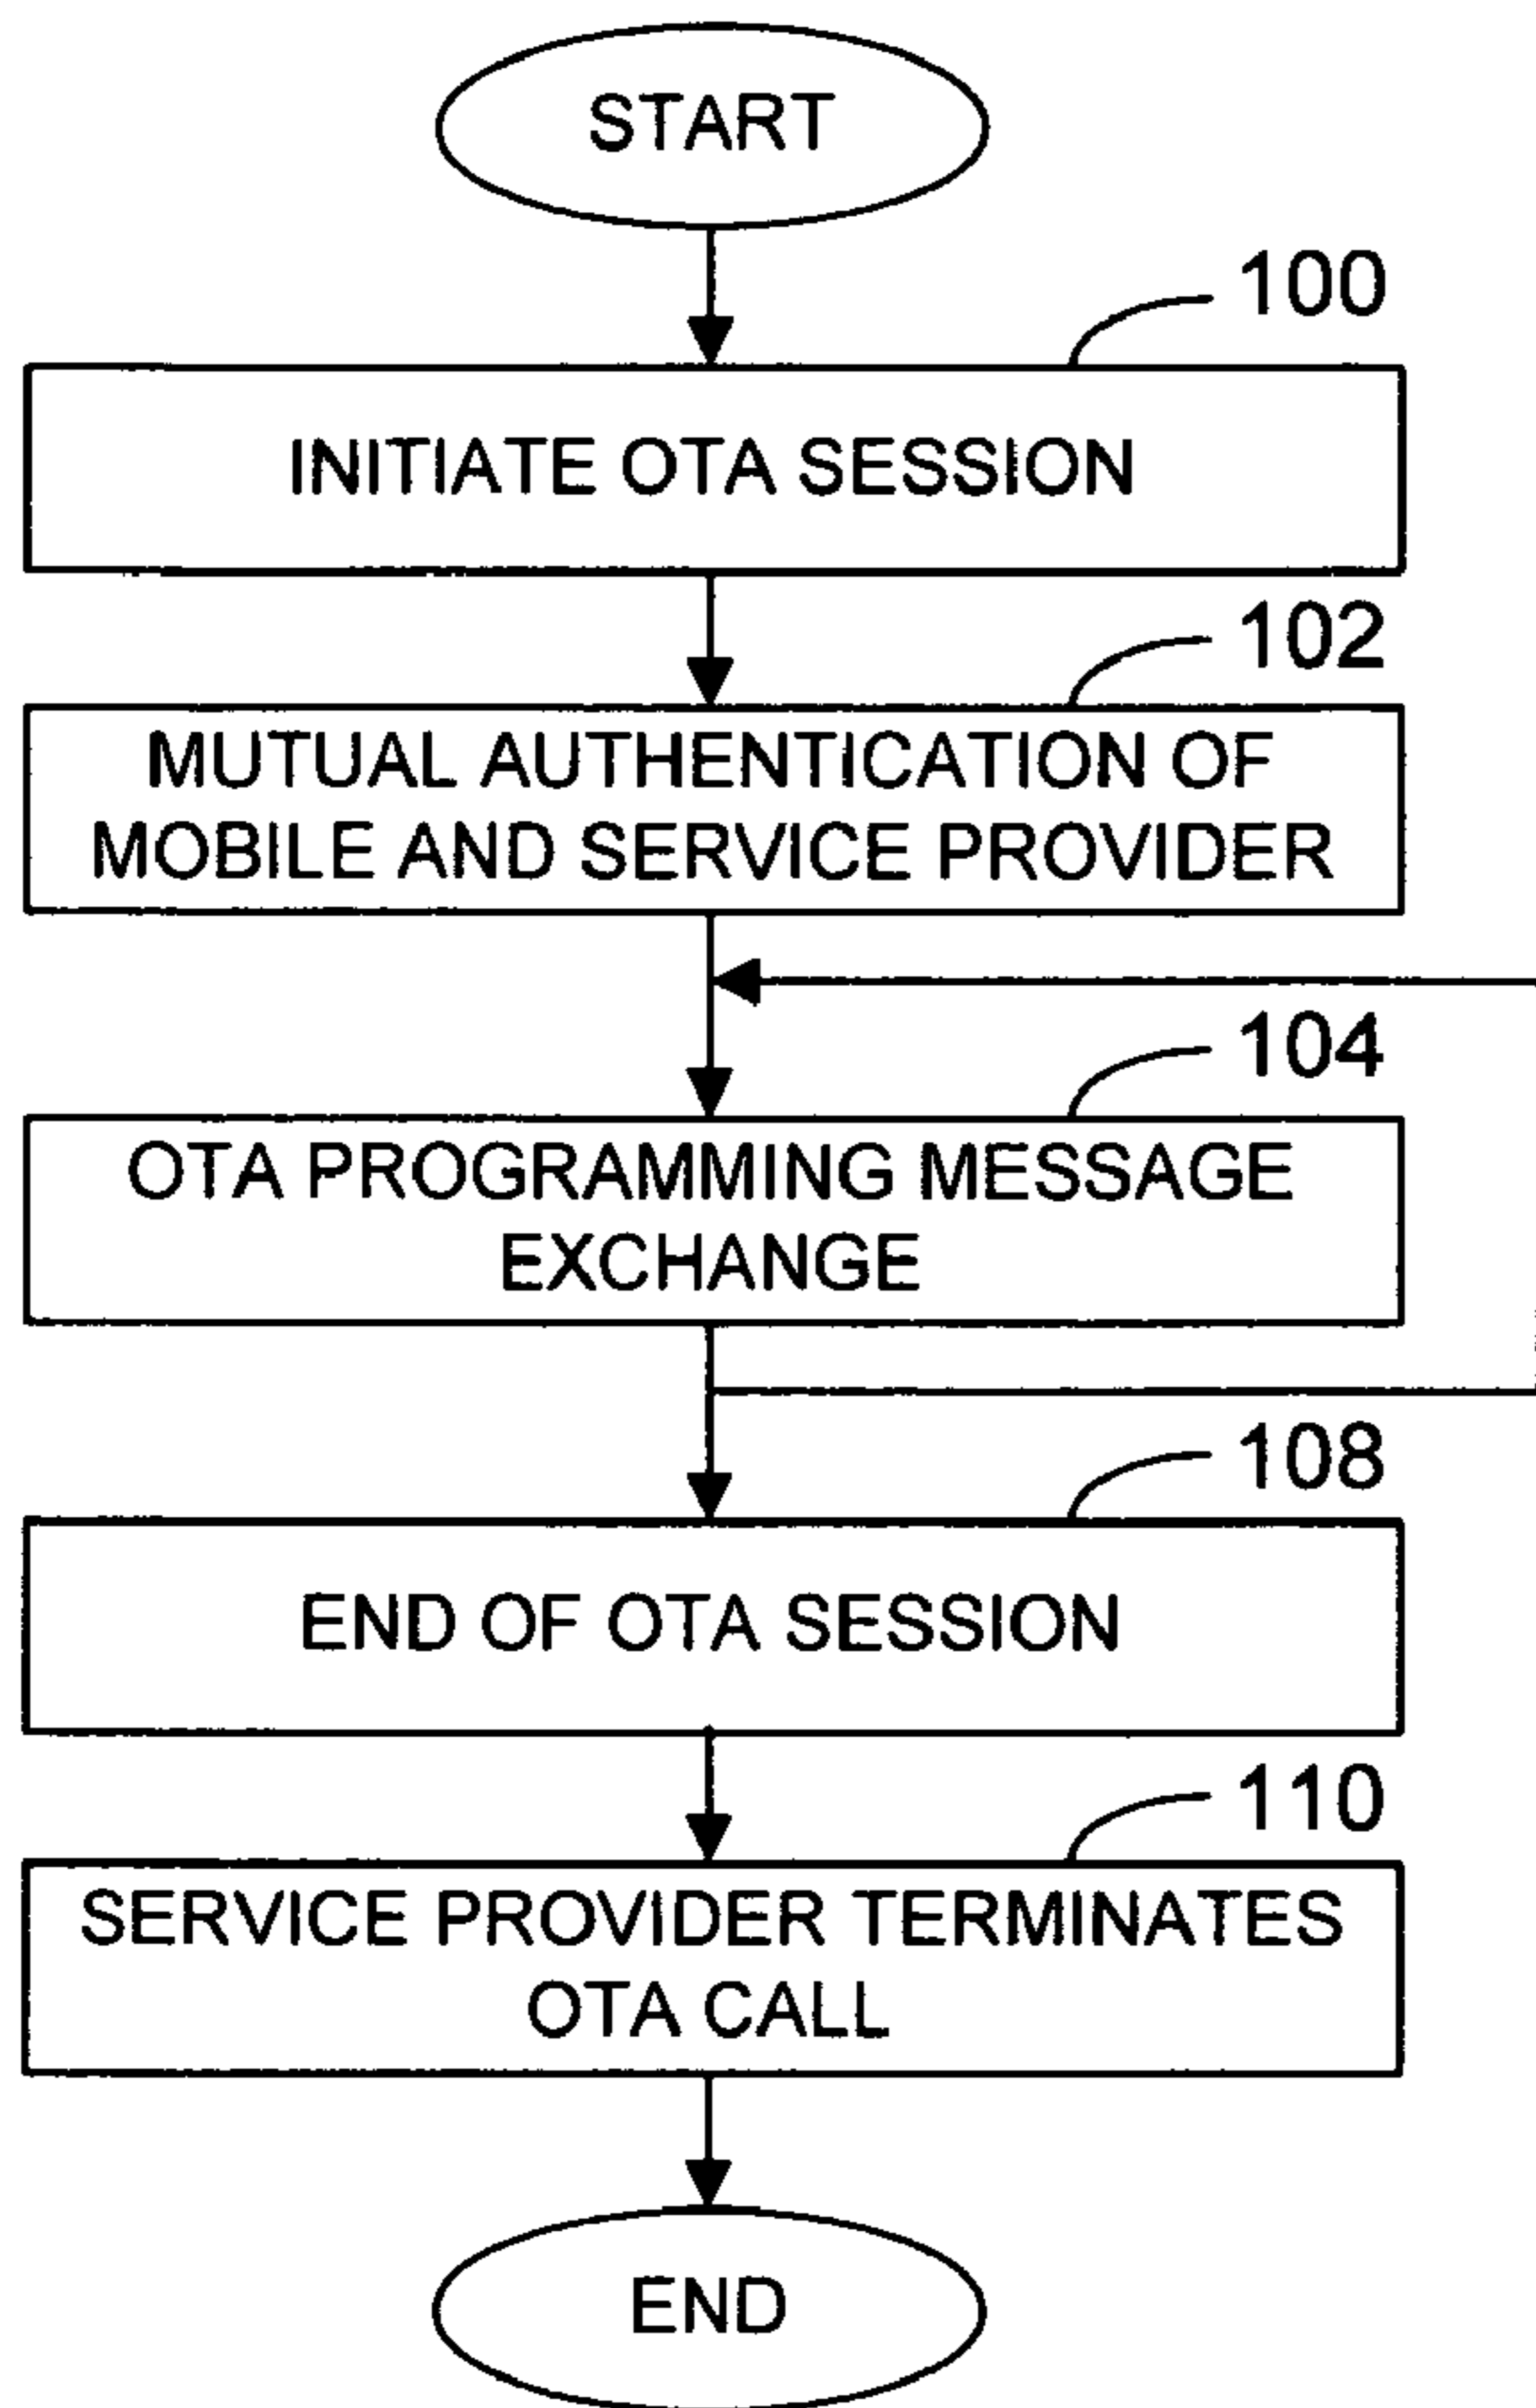 START
100
INITIATE OTA SESSION
102
MUTUAL AUTHENTICATION OF
MOBILE AND SERVICE PROVIDER
104
OTA PROGRAMMING MESSAGE
EXCHANGE
108
END OF OTA SESSION
110
SERVICE PROVIDER TERMINATES
OTA CALL
END